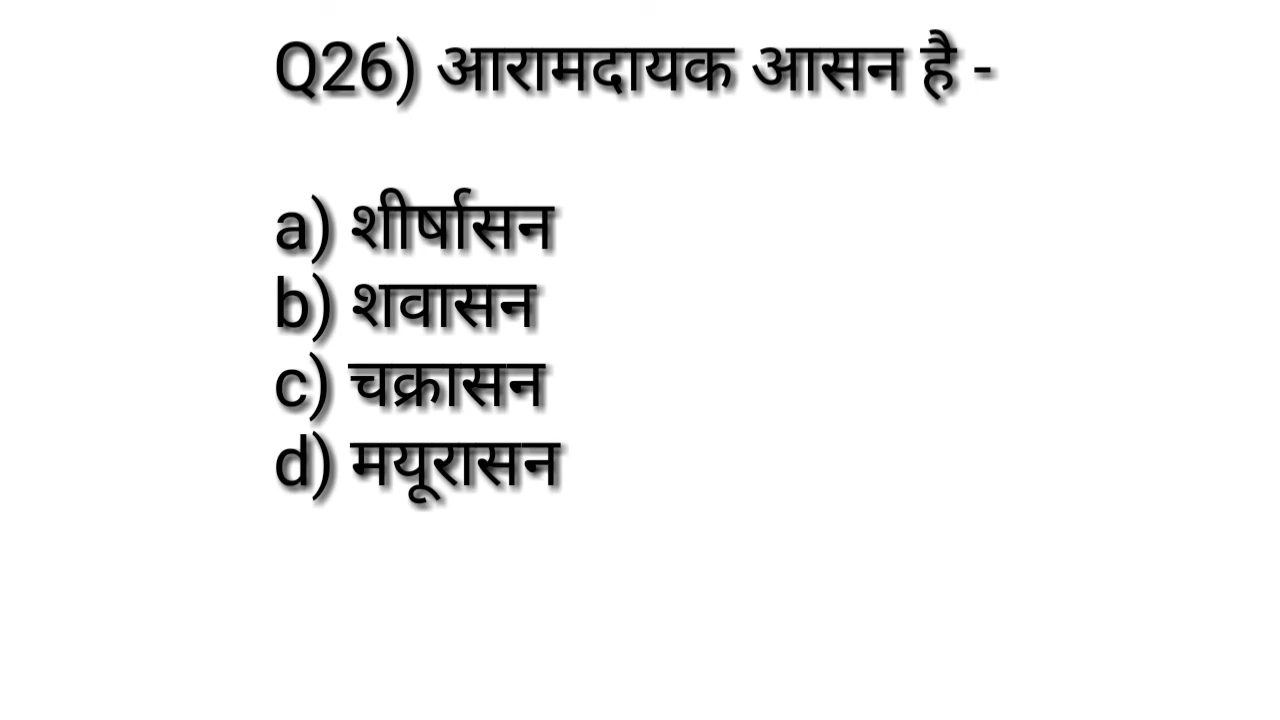 Q26) आरामदायक आसन है -
a) शीर्षासन
b) शवासन
c) चक्रासन
d) मयूरासन